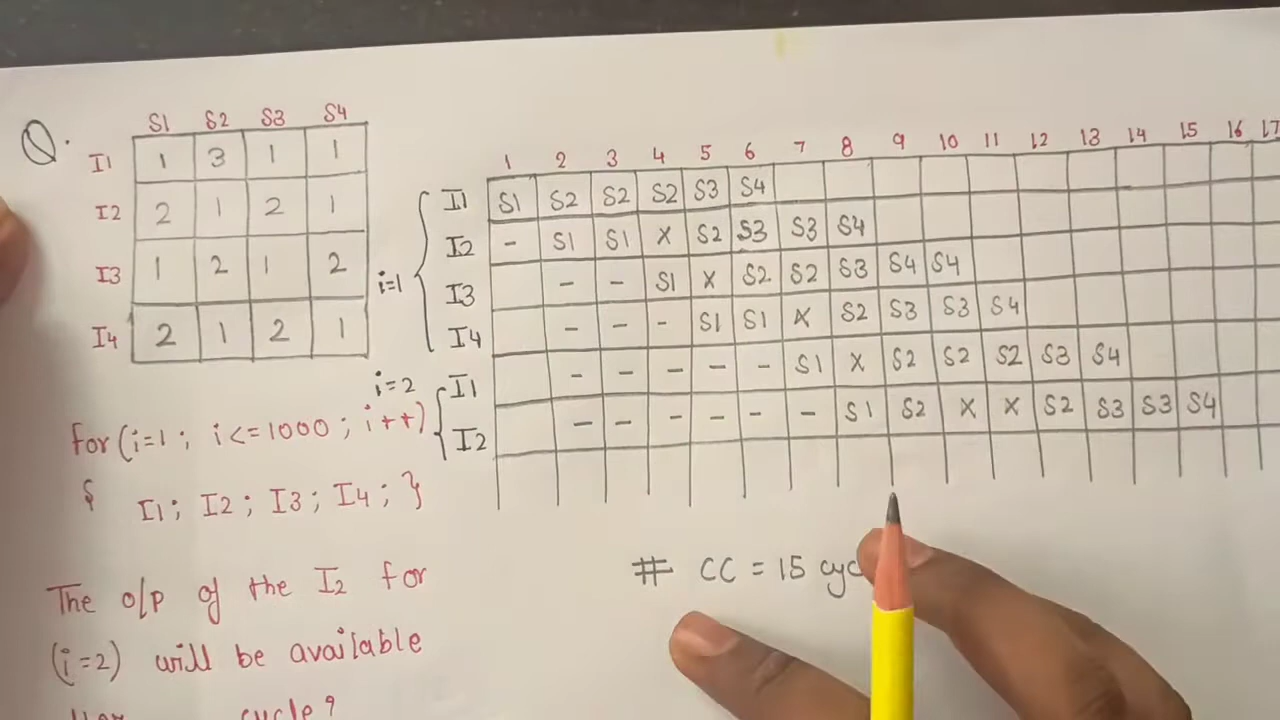 Q.
S1 S2 S3 S4
I1 1 3 1 1
I2 2 1 2 1
I3 1 2 1 2
I4 2 1 2 1
for (i=1; i<=1000; i++)
{ I1; I2; I3; I4; }
The o/p of the I2 for
(i=2) will be available
cycle?
1 2 3 4 5 6 7 8 9 10 11 12 13 14 15 16 17
i=1
I1 S1 S2 S2 S2 S3 S4
I2 - S1 S1 X S2 S3 S3 S4
I3 - - S1 X S2 S2 S3 S4 S4
I4 - - - S1 S1 X S2 S3 S3 S4
i=2
I1 - - - - - S1 X S2 S2 S2 S3 S4
I2 - - - - - - S1 S2 X X S2 S3 S3 S4
# CC = 15 cyc